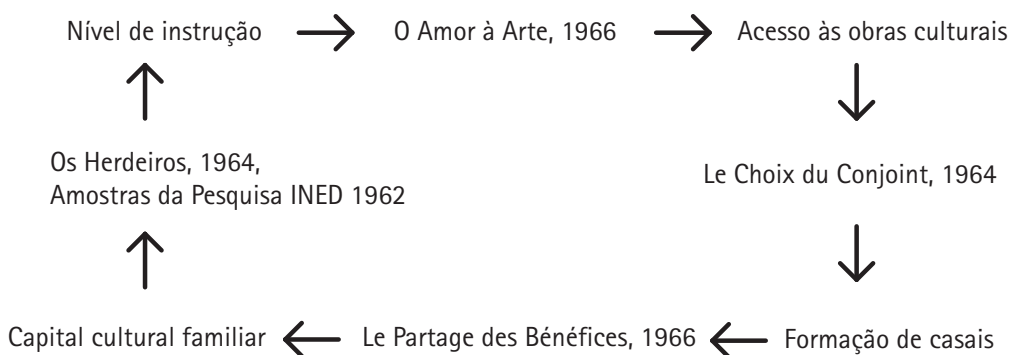 Nível de instrução
O Amor à Arte, 1966
Acesso às obras culturais
Os Herdeiros, 1964,
Amostras da Pesquisa INED 1962
Le Choix du Conjoint, 1964
Capital cultural familiar
Le Partage des Bénéfices, 1966
Formação de casais